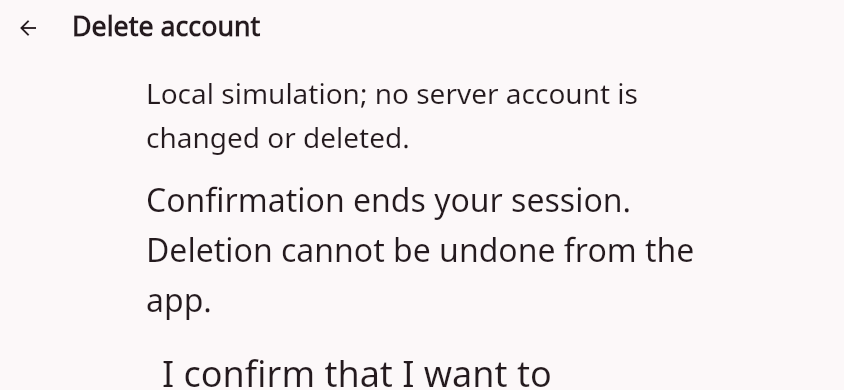 Delete account
Local simulation; no server account is
changed or deleted.
Confirmation ends your session.
Deletion cannot be undone from the
app.
I confirm that I want to